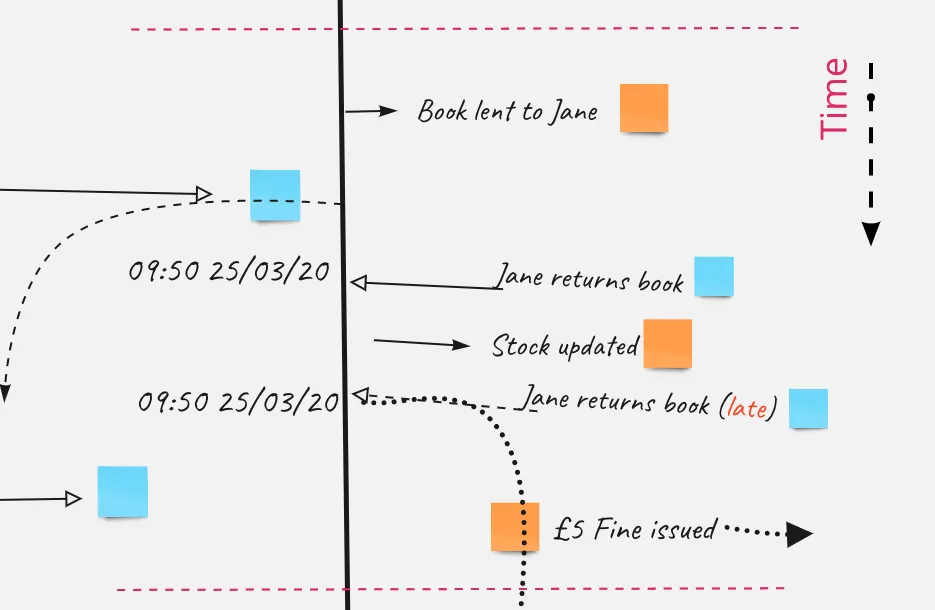 Time
Book lent to Jane
09:50 25/03/20
Jane returns book
Stock updated
09:50 25/03/20
Jane returns book (late)
£5 Fine issued